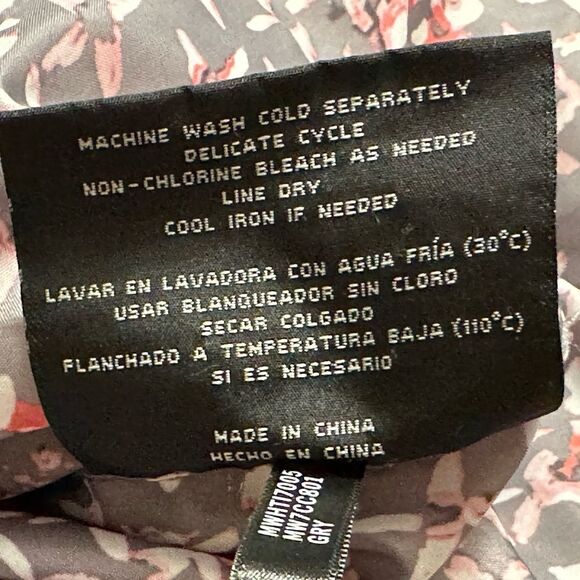 MACHINE WASH COLD SEPARATELY
DELICATE CYCLE
NON-CHLORINE BLEACH AS NEEDED
LINE DRY
COOL IRON IF NEEDED
LAVAR EN LAVADORA CON AGUA FRÍA (30°C)
USAR BLANQUEADOR SIN CLORO
SECAR COLGADO
PLANCHADO A TEMPERATURA BAJA (110°C)
SI ES NECESARIO
MADE IN CHINA
HECHO EN CHINA
MWHT17005
MW7CC801
GRY